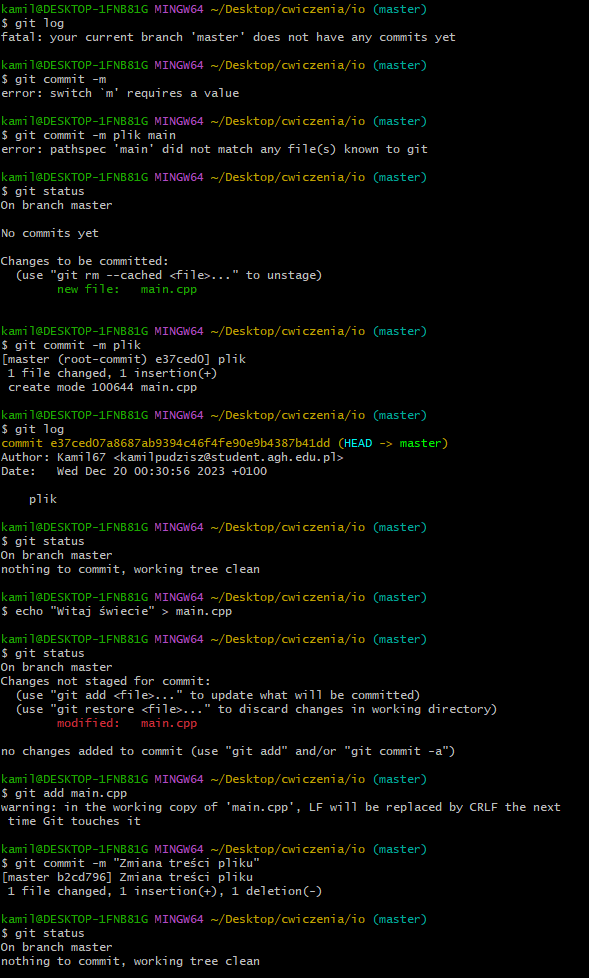 kamil@DESKTOP-1FNB81G MINGW64 ~/Desktop/cwiczenia/io (master)
$ git log
fatal: your current branch 'master' does not have any commits yet
kamil@DESKTOP-1FNB81G MINGW64 ~/Desktop/cwiczenia/io (master)
$ git commit -m
error: switch `m' requires a value
kamil@DESKTOP-1FNB81G MINGW64 ~/Desktop/cwiczenia/io (master)
$ git commit -m plik main
error: pathspec 'main' did not match any file(s) known to git
kamil@DESKTOP-1FNB81G MINGW64 ~/Desktop/cwiczenia/io (master)
$ git status
On branch master
No commits yet
Changes to be committed:
  (use "git rm --cached <file>..." to unstage)
        new file:   main.cpp
kamil@DESKTOP-1FNB81G MINGW64 ~/Desktop/cwiczenia/io (master)
$ git commit -m plik
[master (root-commit) e37ced0] plik
 1 file changed, 1 insertion(+)
 create mode 100644 main.cpp
kamil@DESKTOP-1FNB81G MINGW64 ~/Desktop/cwiczenia/io (master)
$ git log
commit e37ced07a8687ab9394c46f4fe90e9b4387b41dd (HEAD -> master)
Author: Kamil67 <kamilpudzisz@student.agh.edu.pl>
Date:   Wed Dec 20 00:30:56 2023 +0100
    plik
kamil@DESKTOP-1FNB81G MINGW64 ~/Desktop/cwiczenia/io (master)
$ git status
On branch master
nothing to commit, working tree clean
kamil@DESKTOP-1FNB81G MINGW64 ~/Desktop/cwiczenia/io (master)
$ echo "Witaj świecie" > main.cpp
kamil@DESKTOP-1FNB81G MINGW64 ~/Desktop/cwiczenia/io (master)
$ git status
On branch master
Changes not staged for commit:
  (use "git add <file>..." to update what will be committed)
  (use "git restore <file>..." to discard changes in working directory)
        modified:   main.cpp
no changes added to commit (use "git add" and/or "git commit -a")
kamil@DESKTOP-1FNB81G MINGW64 ~/Desktop/cwiczenia/io (master)
$ git add main.cpp
warning: in the working copy of 'main.cpp', LF will be replaced by CRLF the next
 time Git touches it
kamil@DESKTOP-1FNB81G MINGW64 ~/Desktop/cwiczenia/io (master)
$ git commit -m "Zmiana treści pliku"
[master b2cd796] Zmiana treści pliku
 1 file changed, 1 insertion(+), 1 deletion(-)
kamil@DESKTOP-1FNB81G MINGW64 ~/Desktop/cwiczenia/io (master)
$ git status
On branch master
nothing to commit, working tree clean